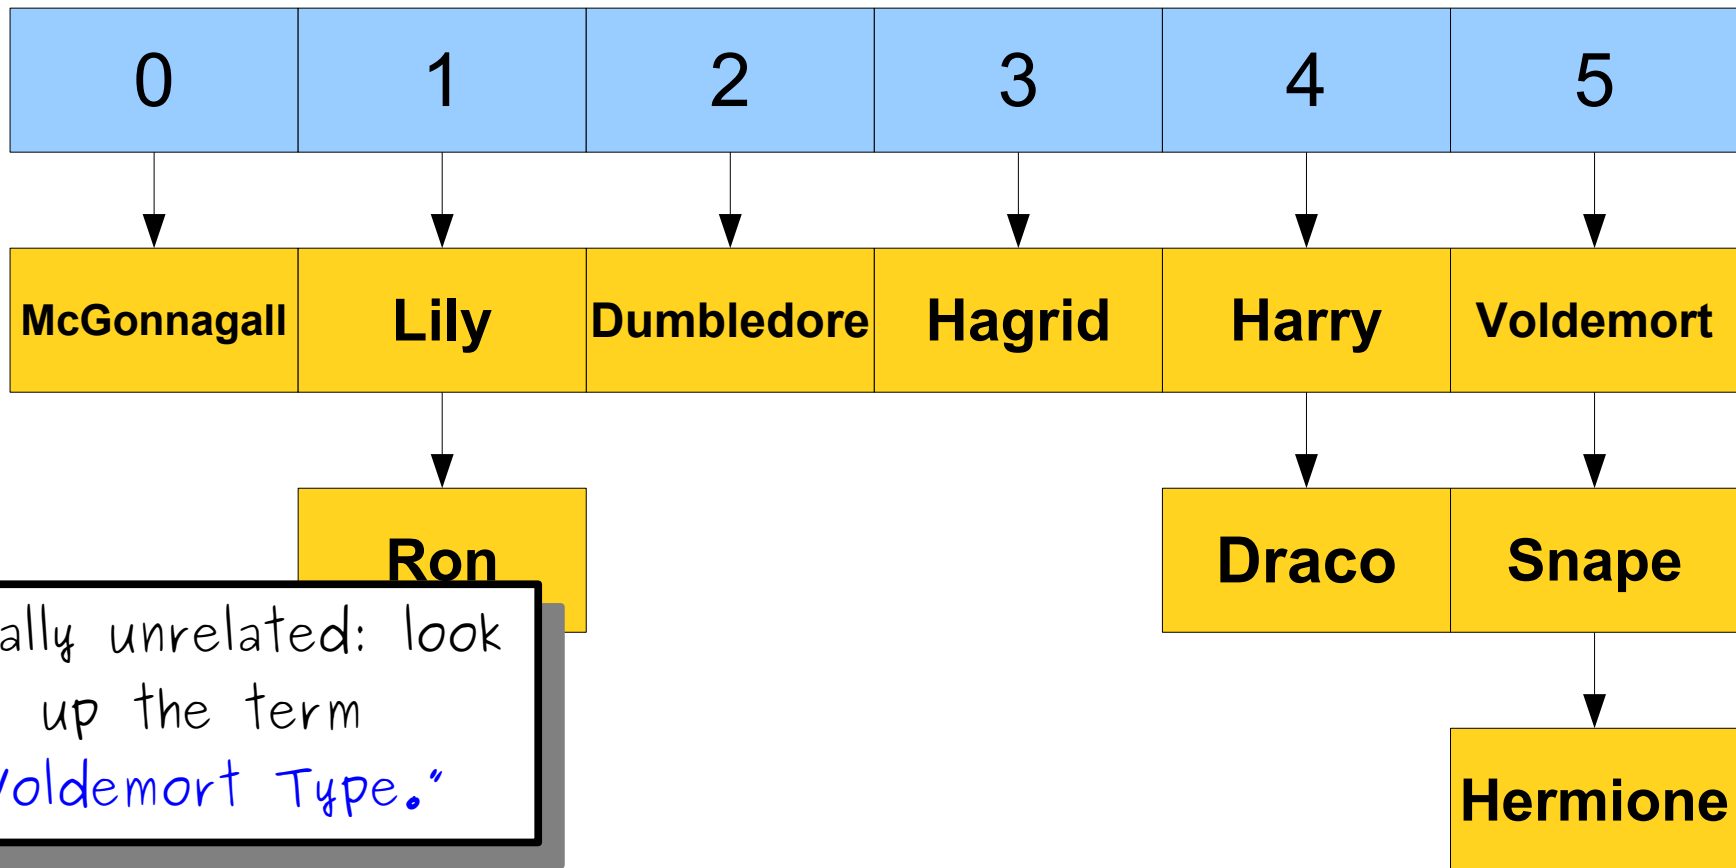 0 1 2 3 4 5
McGonnagall Lily Dumbledore Hagrid Harry Voldemort
Ron Draco Snape
unrelated: look
up the term
Voldemort Type."
Hermione